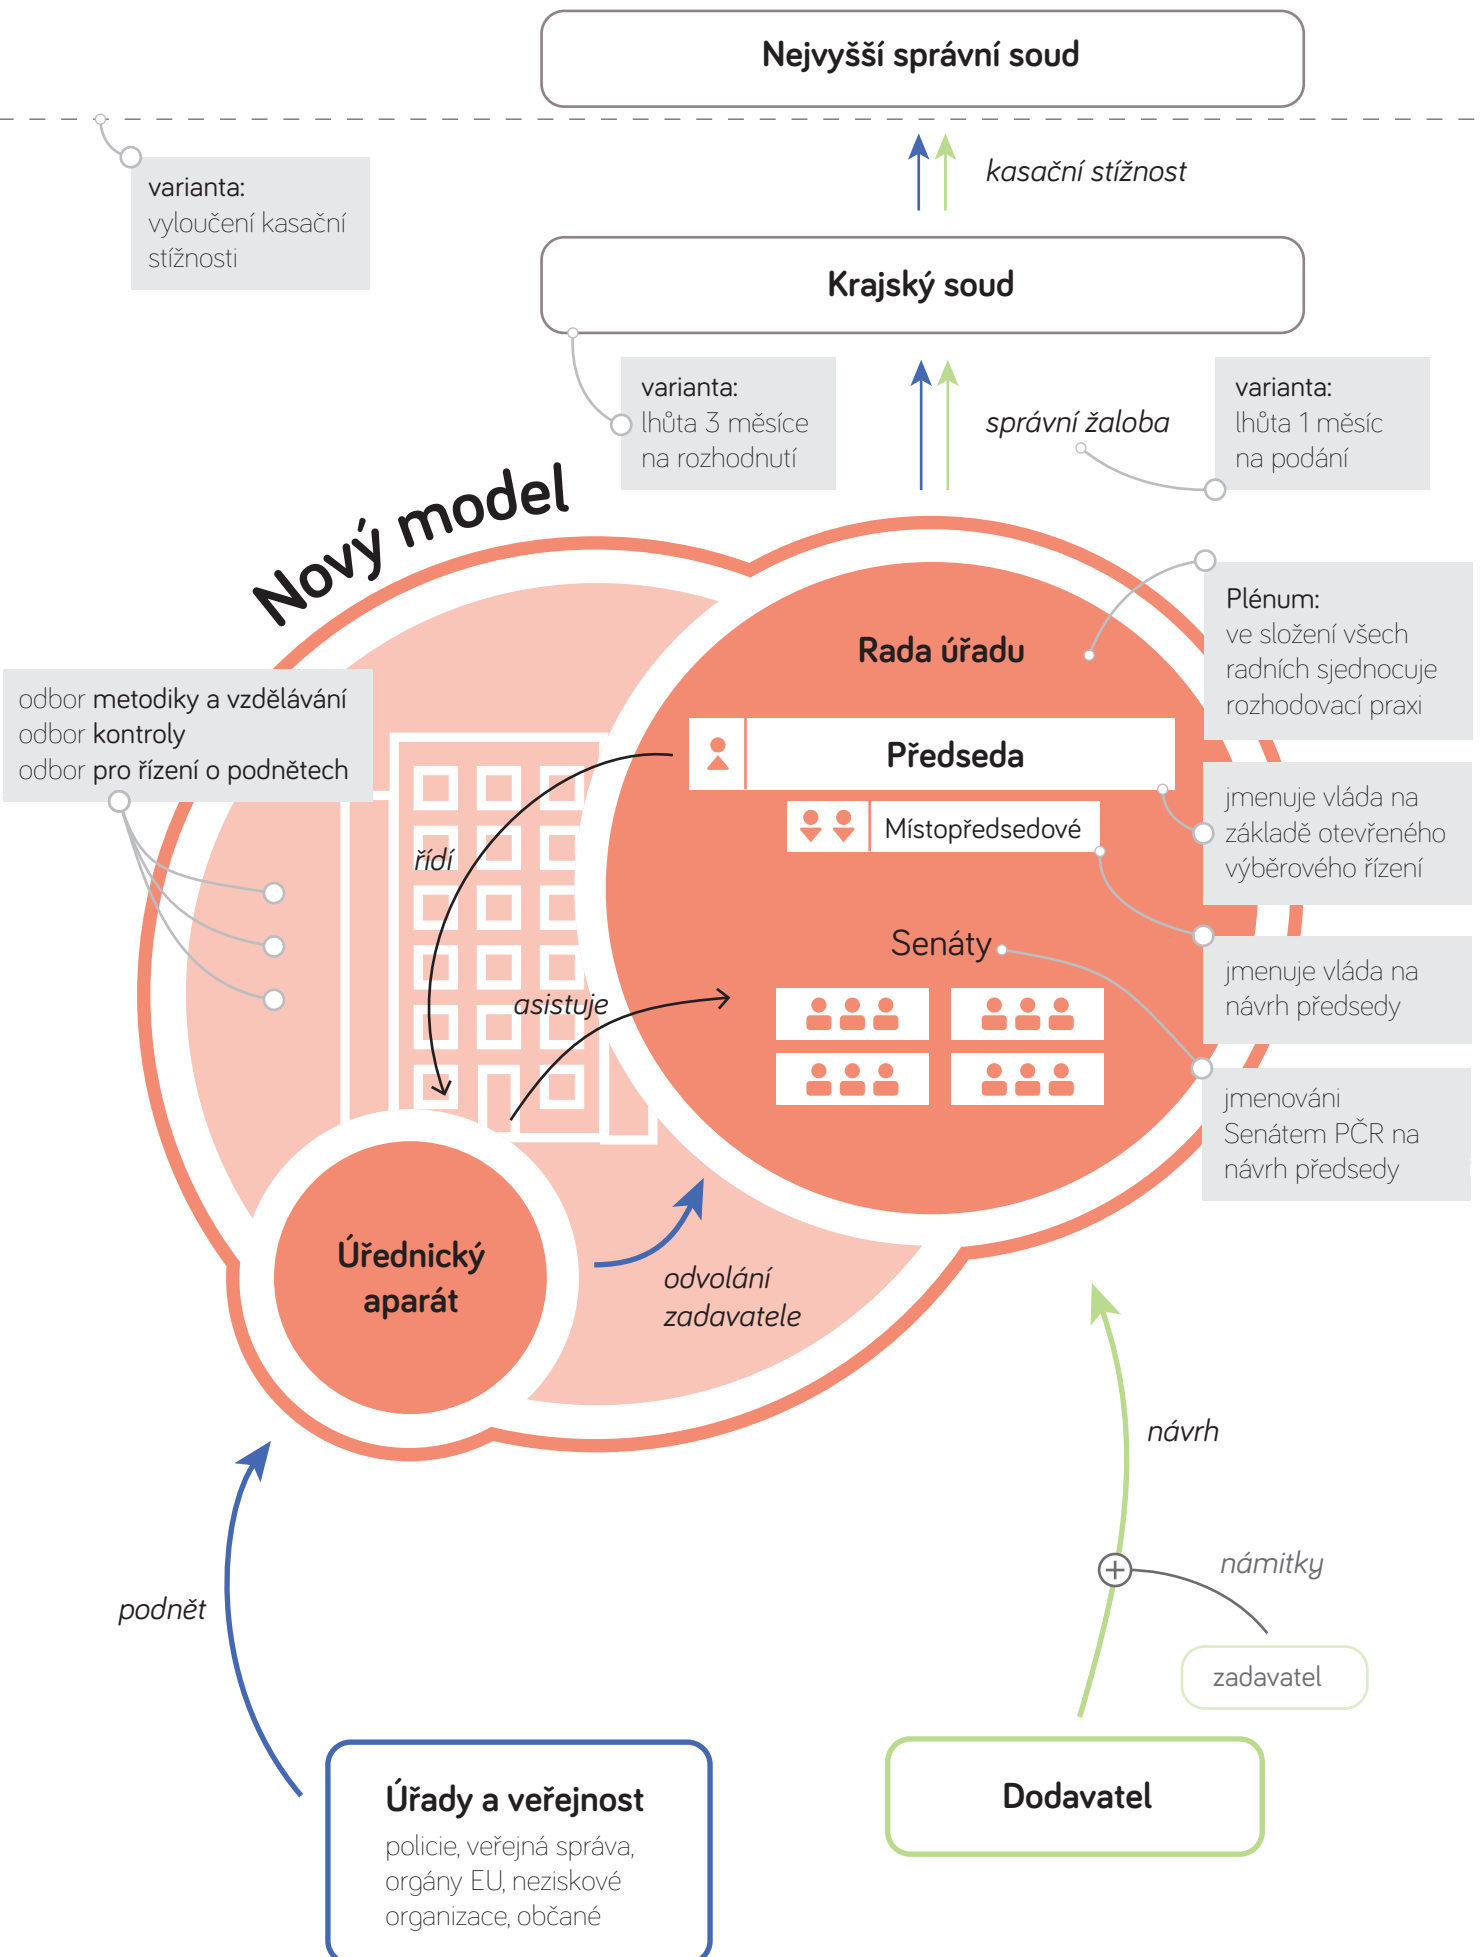 Nejvyšší správní soud
kasační stížnost
varianta:
vyloučení kasační
stížnosti
Krajský soud
varianta:
lhůta 3 měsíce
na rozhodnutí
správní žaloba
varianta:
lhůta 1 měsíc
na podání
Nový model
Plénum:
ve složení všech
radních sjednocuje
rozhodovací praxi
Rada úřadu
odbor metodiky a vzdělávání
odbor kontroly
odbor pro řízení o podnětech
Předseda
jmenuje vláda na
základě otevřeného
výběrového řízení
Místopředsedové
řídí
Senáty
jmenuje vláda na
návrh předsedy
asistuje
jmenováni
Senátem PČR na
návrh předsedy
Úřednický
aparát
odvolání
zadavatele
návrh
námitky
podnět
zadavatel
Úřady a veřejnost
policie, veřejná správa,
orgány EU, neziskové
organizace, občané
Dodavatel